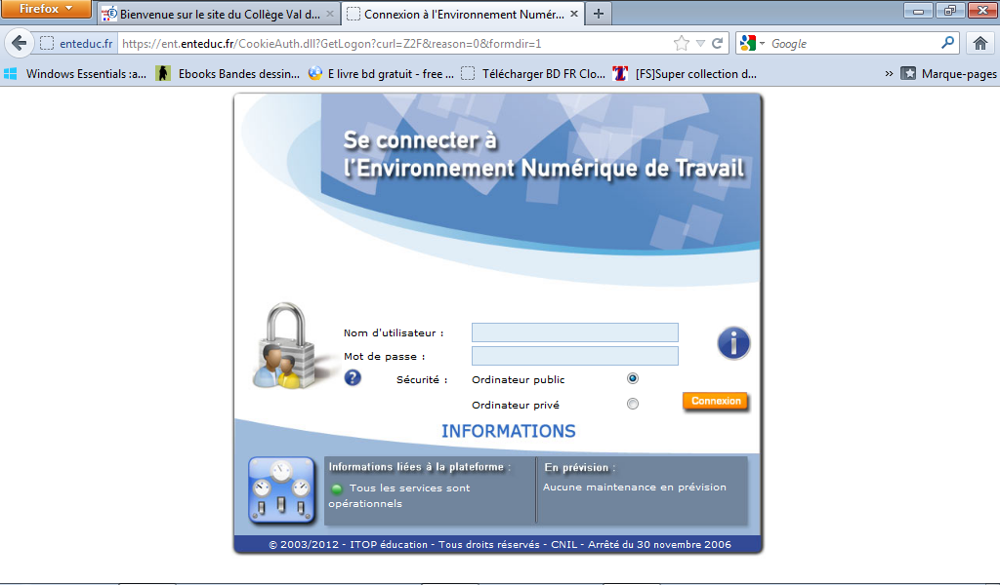 Firefox
Bienvenue sur le site du Collège Val d...
Connexion à l'Environnement Numér...
enteduc.fr
https://ent.enteduc.fr/CookieAuth.dll?GetLogon?curl=Z2F&reason=0&formdir=1
Google
Windows Essentials :a...
Ebooks Bandes dessin...
E livre bd gratuit - free ...
Télécharger BD FR Clo...
[FS]Super collection d...
»
Marque-pages
Se connecter à
l'Environnement Numérique de Travail
Nom d'utilisateur :
Mot de passe :
Sécurité :
Ordinateur public
Ordinateur privé
Connexion
INFORMATIONS
Informations liées à la plateforme :
Tous les services sont
opérationnels
En prévision :
Aucune maintenance en prévision
© 2003/2012 - ITOP éducation - Tous droits réservés - CNIL - Arrêté du 30 novembre 2006